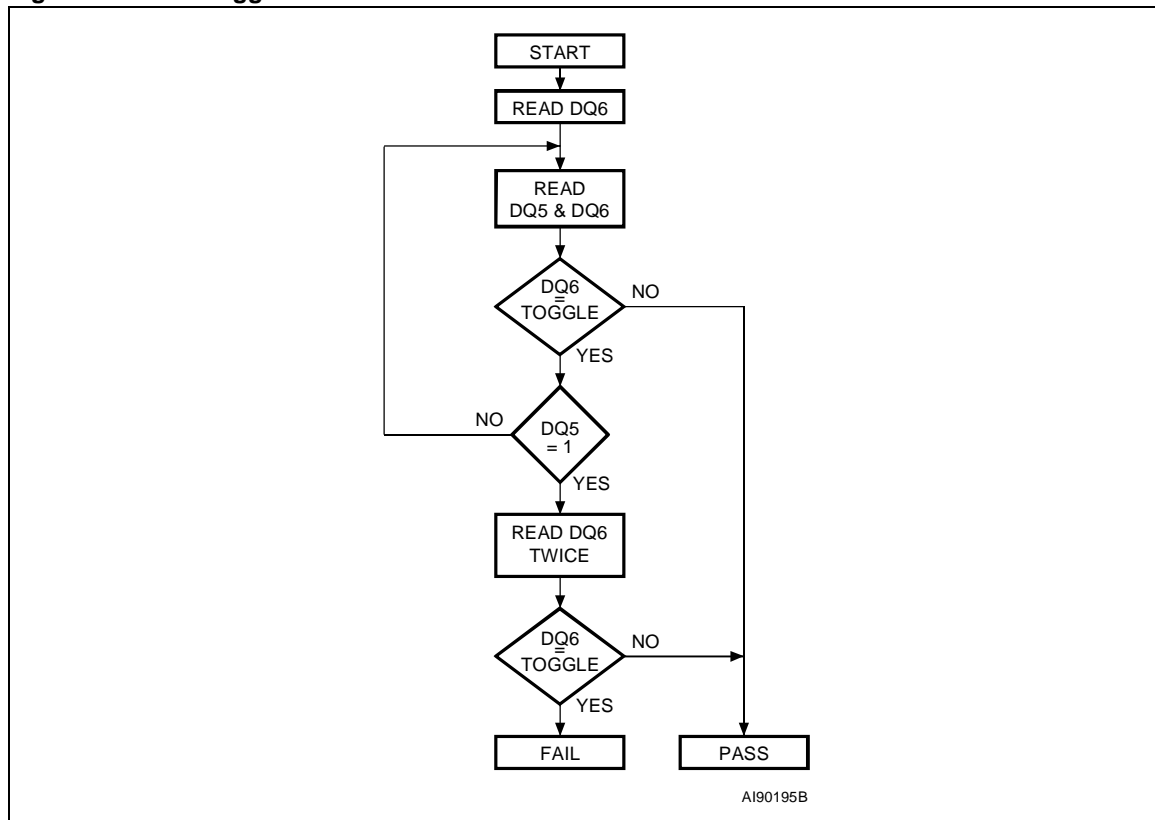 START
READ DQ6
READ
DQ5 & DQ6
DQ6
=
TOGGLE
NO
YES
NO
DQ5
= 1
YES
READ DQ6
TWICE
DQ6
=
TOGGLE
NO
YES
FAIL
PASS
AI90195B